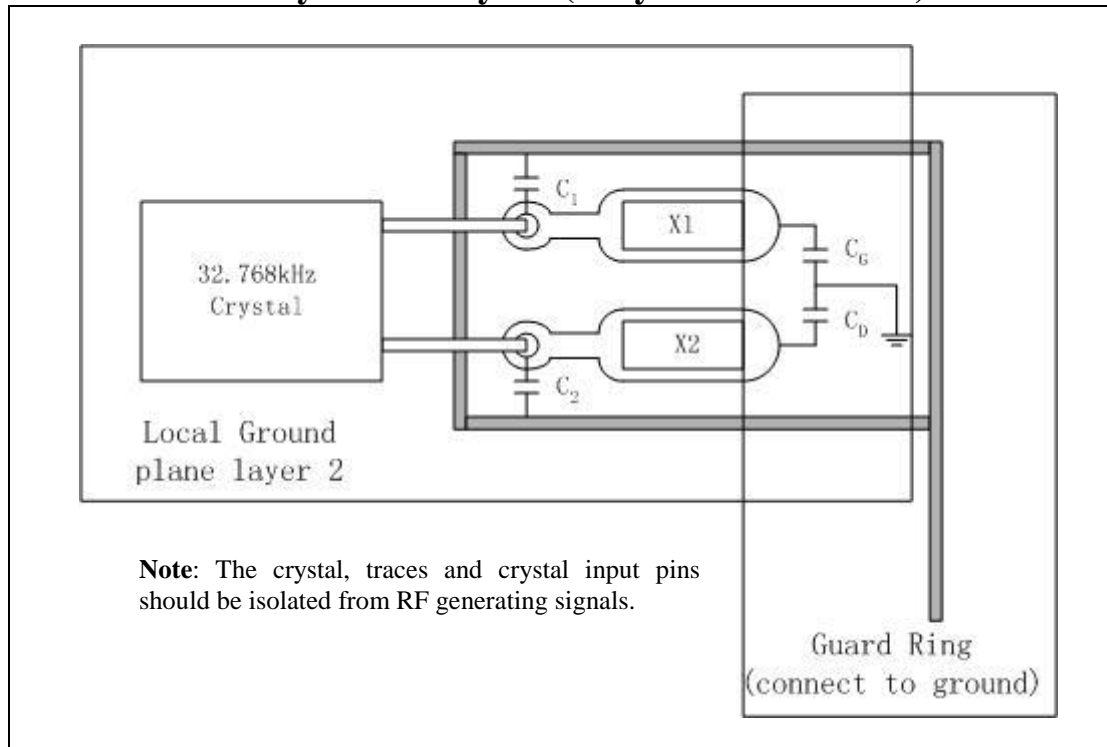 C1
X1
CG
32.768kHz
Crystal
CD
X2
C2
Local Ground
plane layer 2
Note: The crystal, traces and crystal input pins
should be isolated from RF generating signals.
Guard Ring
(connect to ground)